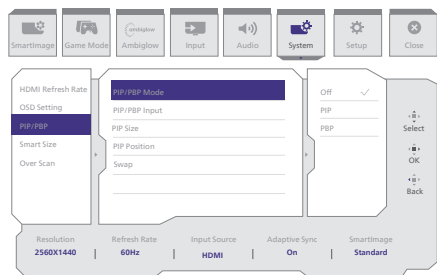 ambiglow
SmartImage
Game Mode
Ambiglow
Input
Audio
System
Setup
Close
HDMI Refresh Rate
OSD Setting
PIP/PBP
Smart Size
Over Scan
PIP/PBP Mode
PIP/PBP Input
PIP Size
PIP Position
Swap
Off
PIP
PBP
Select
OK
Back
Resolution
2560X1440
Refresh Rate
60Hz
Input Source
HDMI
Adaptive Sync
On
SmartImage
Standard